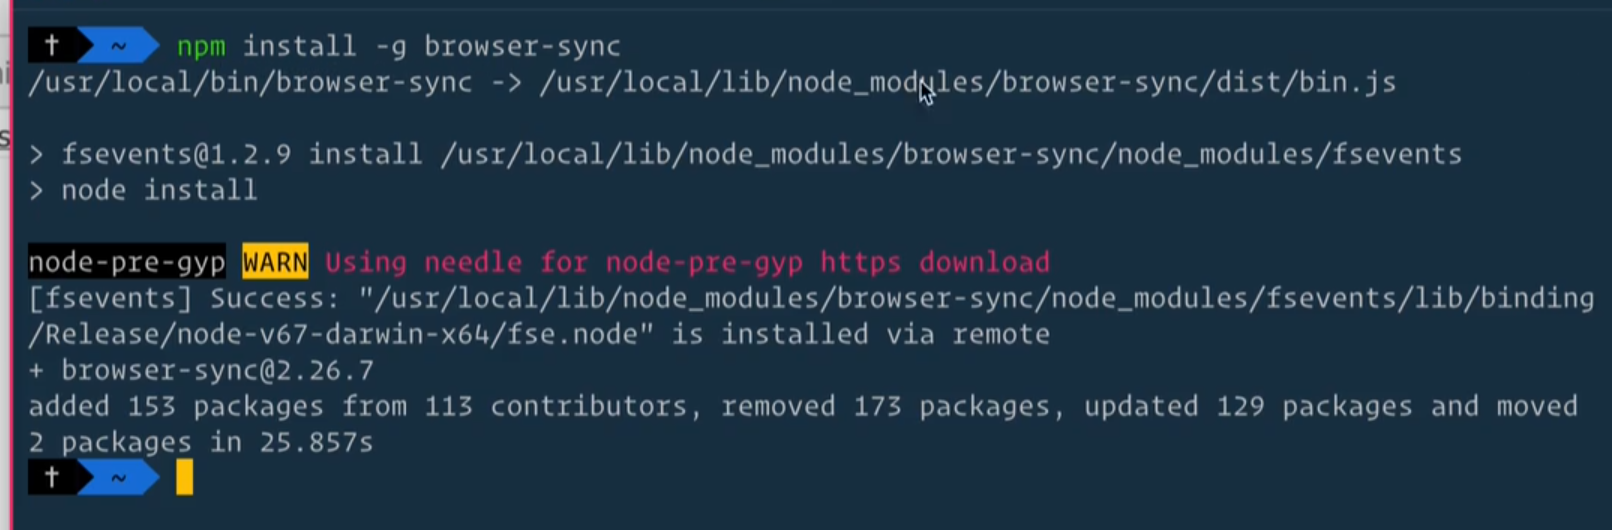 † ~ npm install -g browser-sync
/usr/local/bin/browser-sync -> /usr/local/lib/node_modules/browser-sync/dist/bin.js
> fsevents@1.2.9 install /usr/local/lib/node_modules/browser-sync/node_modules/fsevents
> node install
node-pre-gyp WARN Using needle for node-pre-gyp https download
[fsevents] Success: "/usr/local/lib/node_modules/browser-sync/node_modules/fsevents/lib/binding
/Release/node-v67-darwin-x64/fse.node" is installed via remote
+ browser-sync@2.26.7
added 153 packages from 113 contributors, removed 173 packages, updated 129 packages and moved
2 packages in 25.857s
† ~